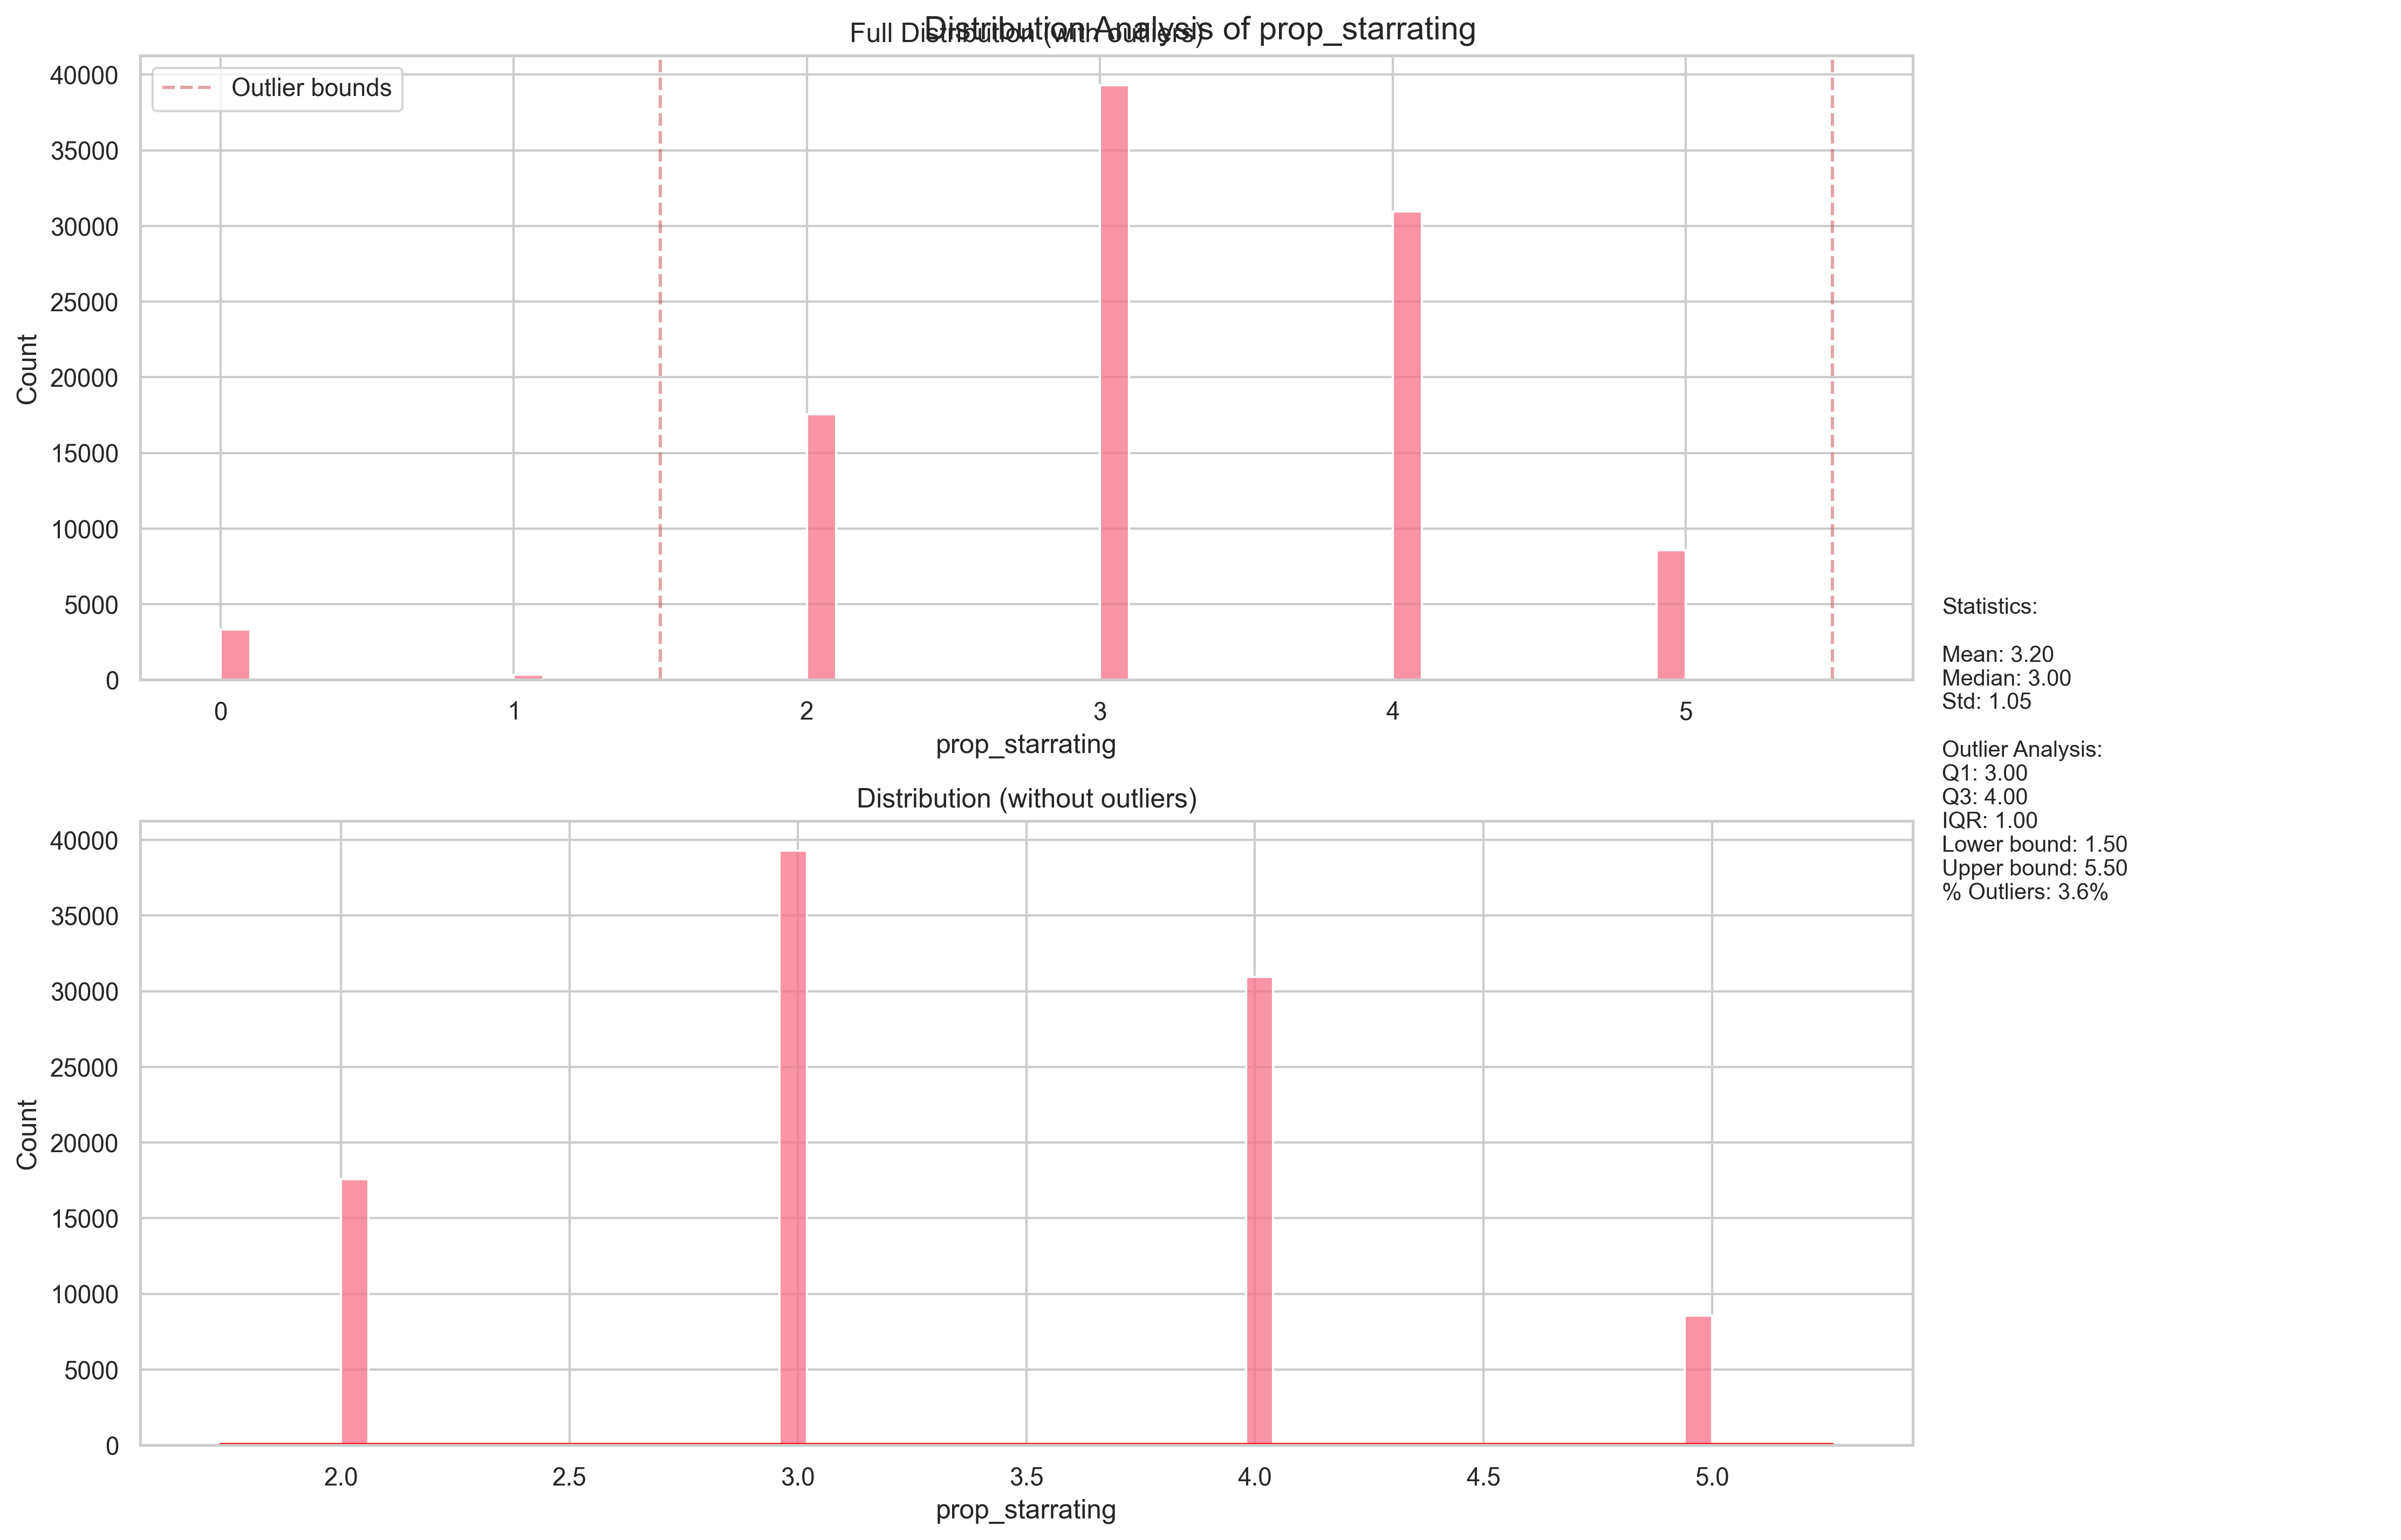 Distribution Analysis of prop_starrating
Full Distribution (with outliers)
Outlier bounds
40000
35000
30000
25000
20000
15000
10000
5000
0
Count
0 1 2 3 4 5
prop_starrating
Statistics:
Mean: 3.20
Median: 3.00
Std: 1.05
Outlier Analysis:
Q1: 3.00
Q3: 4.00
IQR: 1.00
Lower bound: 1.50
Upper bound: 5.50
% Outliers: 3.6%
Distribution (without outliers)
40000
35000
30000
25000
20000
15000
10000
5000
0
Count
2.0 2.5 3.0 3.5 4.0 4.5 5.0
prop_starrating